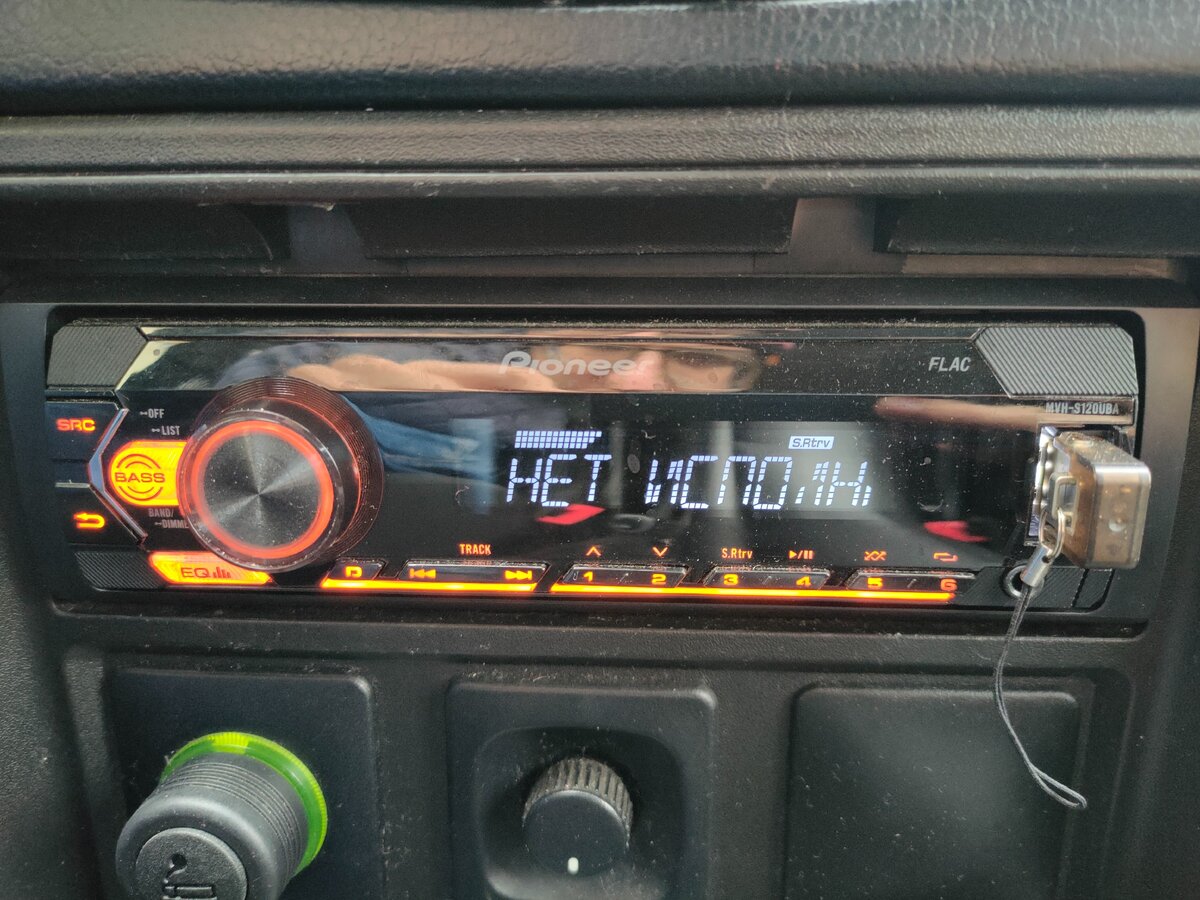 Pioneer
FLAC
MVH-S120UBA
SRC
OFF
LIST
BASS
S.Rtrv
НЕТ ИСПОЛН
BAND/
DIMME
EQ
TRACK
S.Rtrv
D
1
2
3
4
5
6